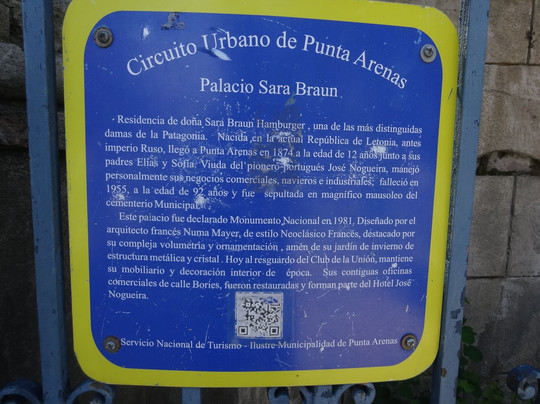 Circuito Urbano de Punta Arenas
Palacio Sara Braun
Residencia de doña Sara Braun Hamburger , una de las más distinguidas
damas de la Patagonia. Nacida en la actual República de Letonia, antes
imperio Ruso, llegó a Punta Arenas en 1874 a la edad de 12 años junto a sus
padres Elías y Sofía. Viuda del pionero portugués José Nogueira, manejó
personalmente sus negocios comerciales, navieros e industriales; falleció en
1955, a la edad de 92 años y fue sepultada en magnífico mausoleo del
cementerio Municipal.
Este palacio fue declarado Monumento Nacional en 1981, Diseñado por el
arquitecto francés Numa Mayer, de estilo Neoclásico Francés, destacado por
su compleja volumetría y ornamentación , amén de su jardín de invierno de
estructura metálica y cristal . Hoy al resguardo del Club de la Unión, mantiene
su mobiliario y decoración interior de época. Sus contiguas oficinas
comerciales de calle Bories, fueron restauradas y forman parte del Hotel José
Nogueira.
Servicio Nacional de Turismo - Ilustre Municipalidad de Punta Arenas